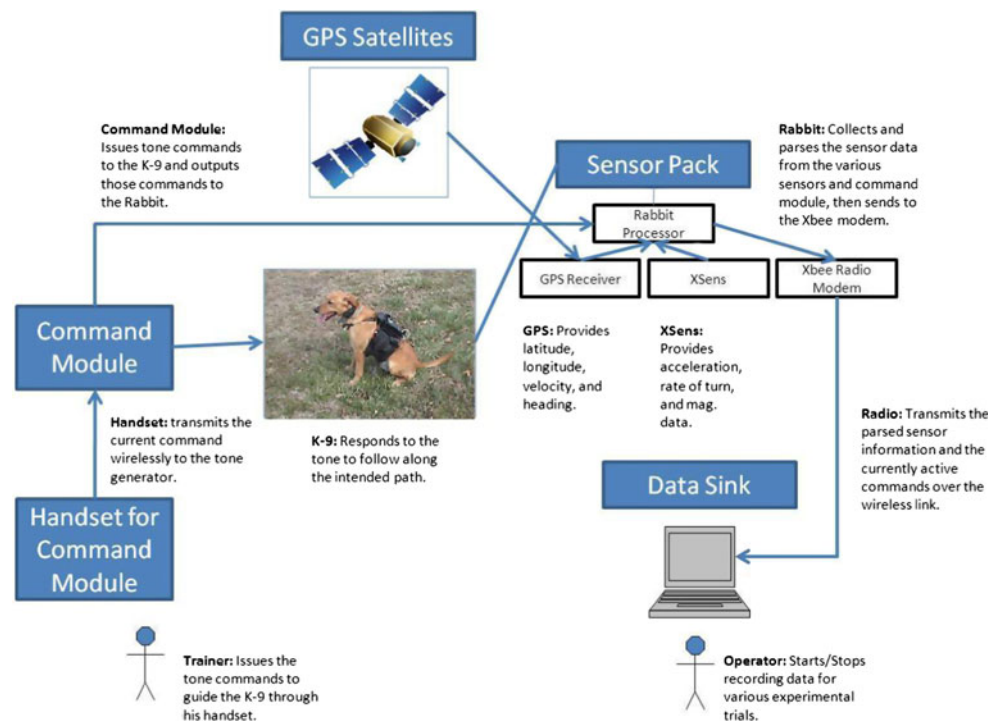 GPS Satellites
Command Module:
Issues tone commands
to the K-9 and outputs
those commands to
the Rabbit.
Sensor Pack
Rabbit: Collects and
parses the sensor data
from the various
sensors and command
module, then sends to
the Xbee modem.
Rabbit
Processor
GPS Receiver
XSens
Xbee Radio
Modem
Command
Module
GPS: Provides
latitude,
longitude,
velocity, and
heading.
XSens:
Provides
acceleration,
rate of turn,
and mag.
data.
Handset: transmits the
current command
wirelessly to the tone
generator.
K-9: Responds to the
tone to follow along
the intended path.
Radio: Transmits the
parsed sensor
information and the
currently active
commands over the
wireless link.
Data Sink
Handset for
Command
Module
Trainer: Issues the
tone commands to
guide the K-9 through
his handset.
Operator: Starts/Stops
recording data for
various experimental
trials.